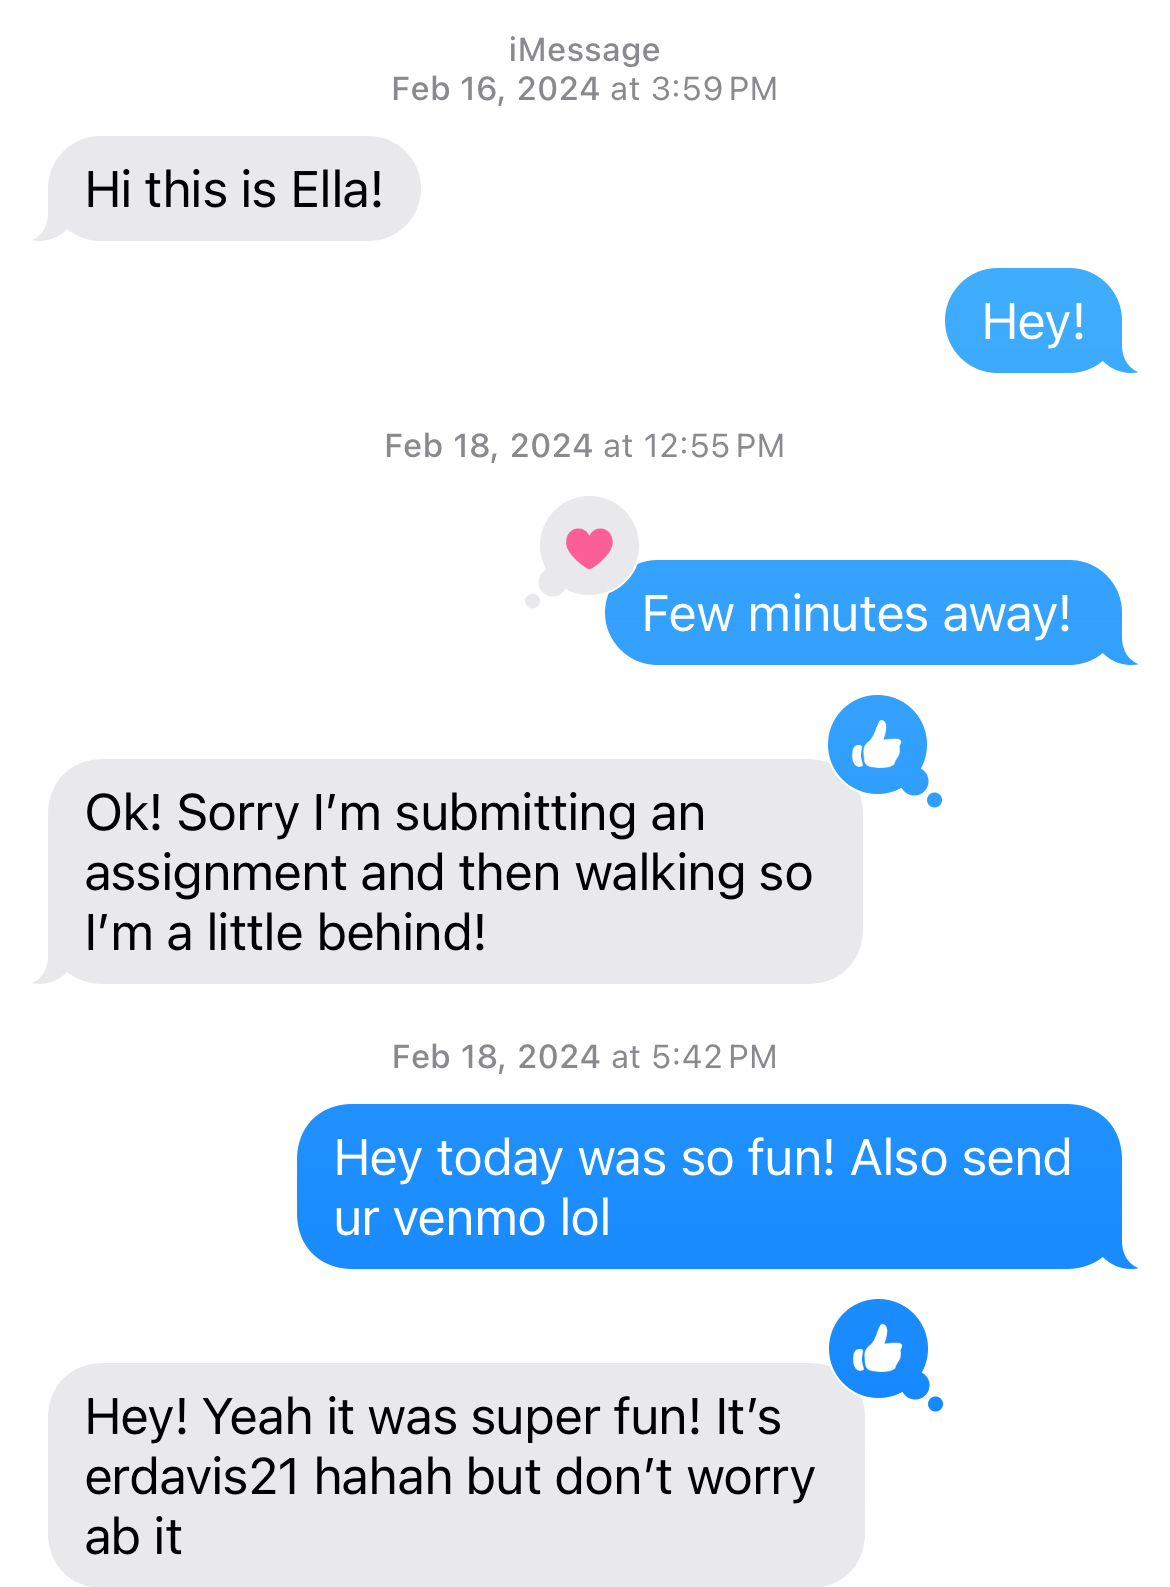 iMessage
Feb 16, 2024 at 3:59 PM
Hi this is Ella!
Hey!
Feb 18, 2024 at 12:55 PM
Few minutes away!
Ok! Sorry I’m submitting an
assignment and then walking so
I’m a little behind!
Feb 18, 2024 at 5:42 PM
Hey today was so fun! Also send
ur venmo lol
Hey! Yeah it was super fun! It’s
erdavis21 hahah but don’t worry
ab it